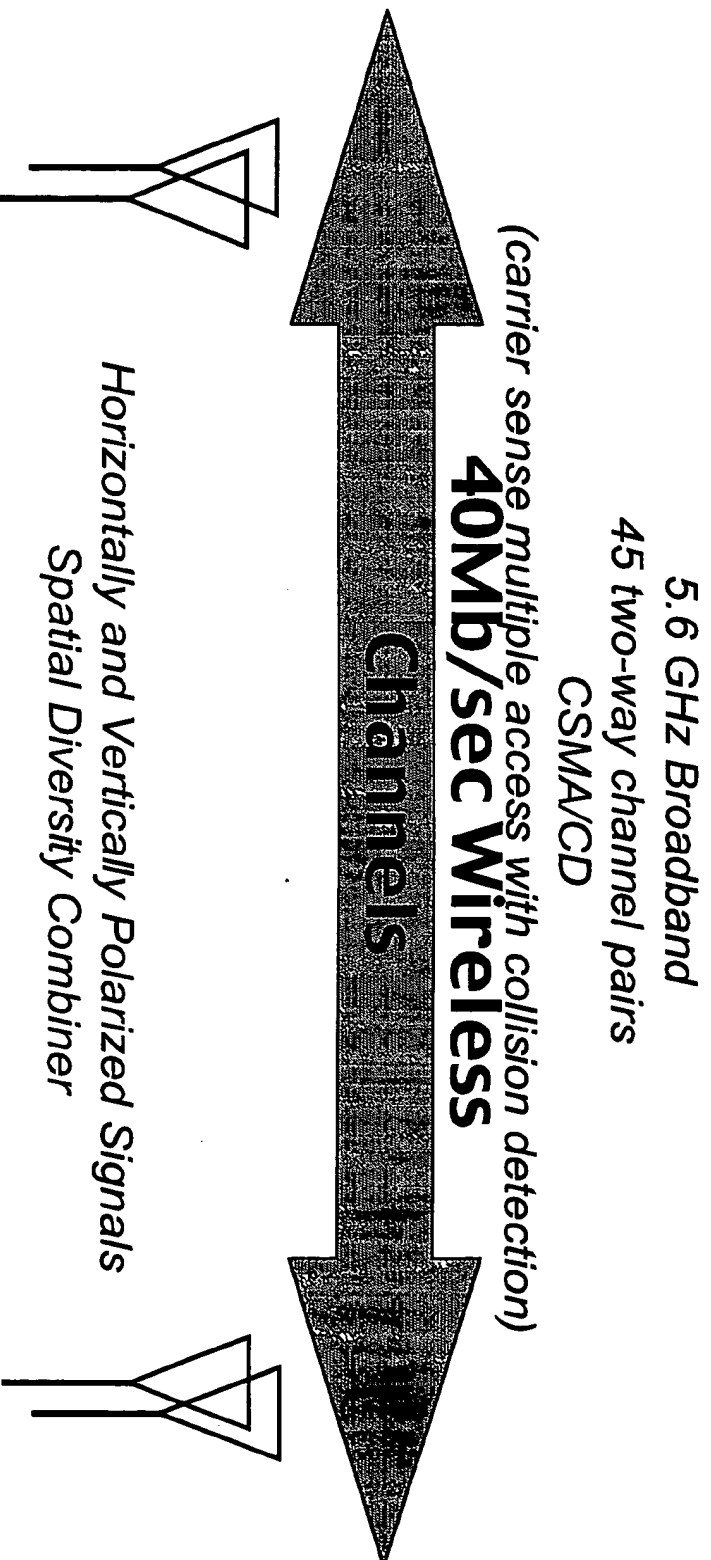 5.6 GHz Broadband
45 two-way channel pairs
CSMA/CD
(carrier sense multiple access with collision detection)
40Mb/sec Wireless
Channels
Horizontally and Vertically Polarized Signals
Spatial Diversity Combiner